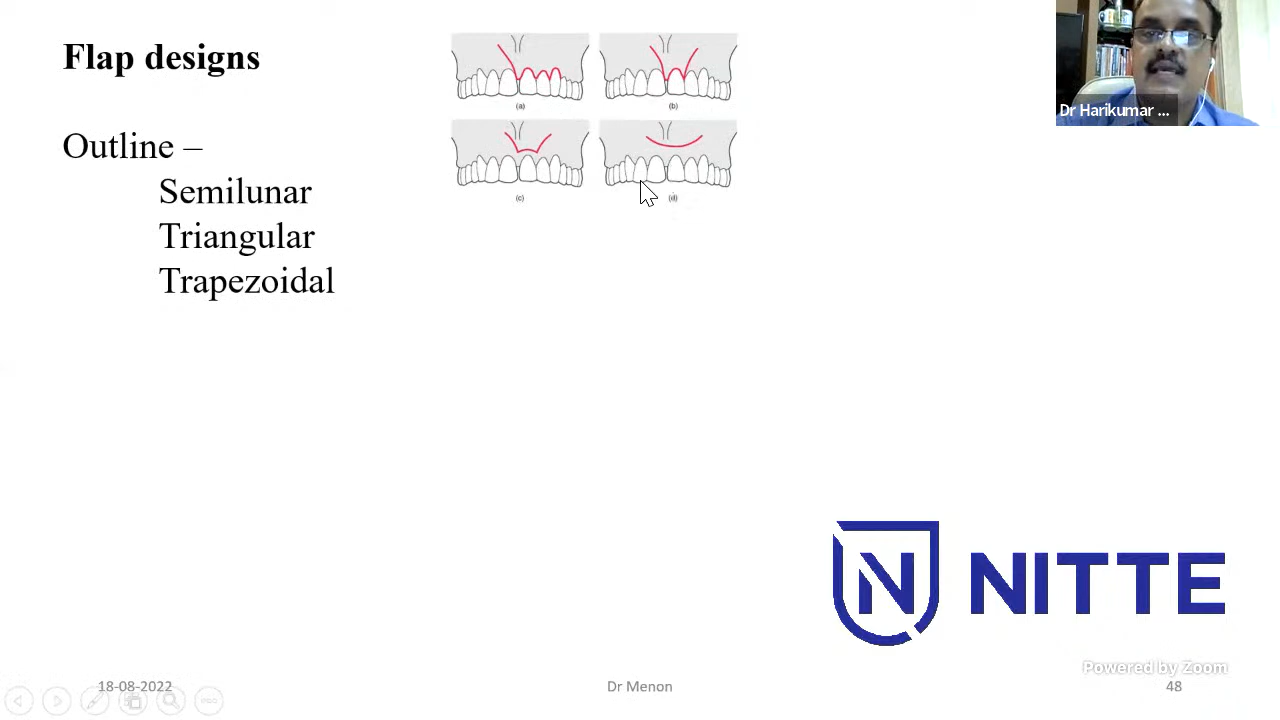 Flap designs
(a)
(b)
Dr Harikumar ...
Outline –
(c)
(d)
Semilunar
Triangular
Trapezoidal
N NITTE
Powered by Zoom
18-08-2022
Dr Menon
48